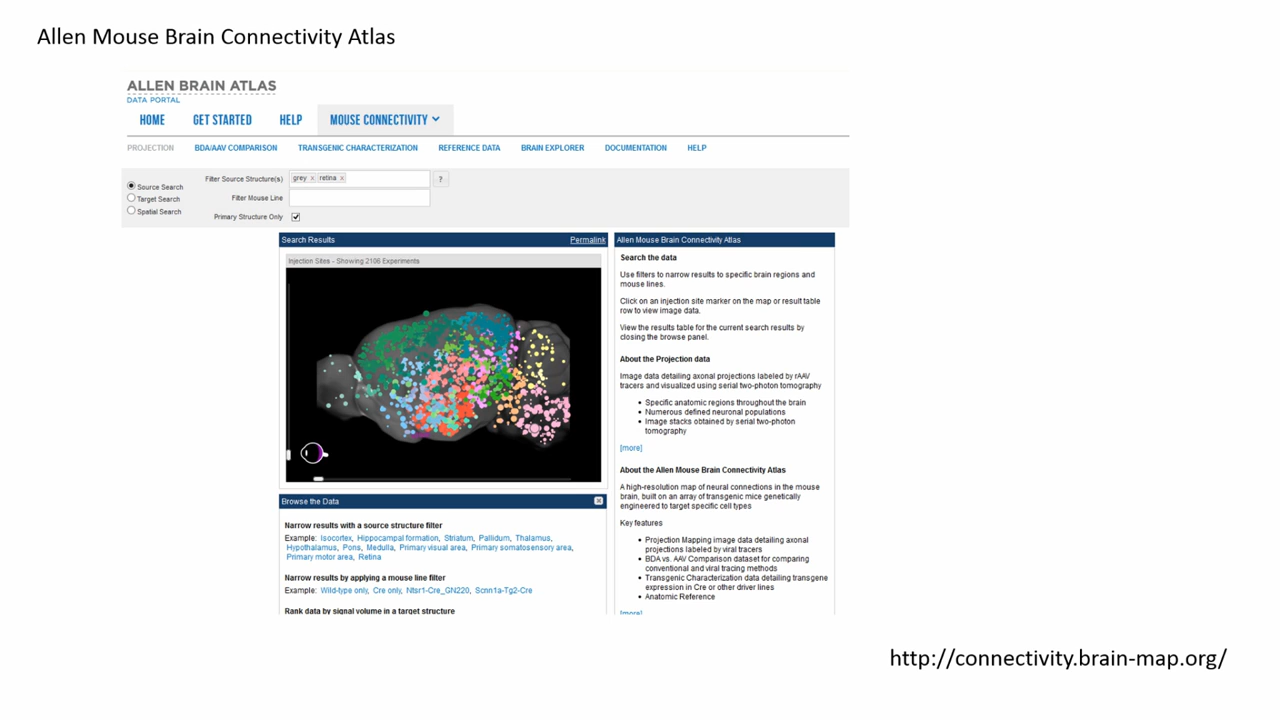 Allen Mouse Brain Connectivity Atlas
ALLEN BRAIN ATLAS
DATA PORTAL
HOME GET STARTED HELP MOUSE CONNECTIVITY
PROJECTION BDA/AAV COMPARISON TRANSGENIC CHARACTERIZATION REFERENCE DATA BRAIN EXPLORER DOCUMENTATION HELP
Source Search
Target Search
Spatial Search
Filter Source Structure(s) grey x retina x ?
Filter Mouse Line
Primary Structure Only
Search Results Permalink
Injection Sites - Showing 2106 Experiments
Browse the Data x
Narrow results with a source structure filter
Example: Isocortex, Hippocampal formation, Striatum, Pallidum, Thalamus,
Hypothalamus, Pons, Medulla, Primary visual area, Primary somatosensory area,
Primary motor area, Retina
Narrow results by applying a mouse line filter
Example: Wild-type only, Cre only, Ntsr1-Cre_GN220, Scnn1a-Tg2-Cre
Rank data by signal volume in a target structure
Allen Mouse Brain Connectivity Atlas
Search the data
Use filters to narrow results to specific brain regions and
mouse lines.
Click on an injection site marker on the map or result table
row to view image data.
View the results table for the current search results by
closing the browse panel.
About the Projection data
Image data detailing axonal projections labeled by rAAV
tracers and visualized using serial two-photon tomography
• Specific anatomic regions throughout the brain
• Numerous defined neuronal populations
• Image stacks obtained by serial two-photon
tomography
[more]
About the Allen Mouse Brain Connectivity Atlas
A high-resolution map of neural connections in the mouse
brain, built on an array of transgenic mice genetically
engineered to target specific cell types
Key features
• Projection Mapping image data detailing axonal
projections labeled by viral tracers
• BDA vs. AAV Comparison dataset for comparing
conventional and viral tracing methods
• Transgenic Characterization data detailing transgene
expression in Cre or other driver lines
• Anatomic Reference
[more]
http://connectivity.brain-map.org/